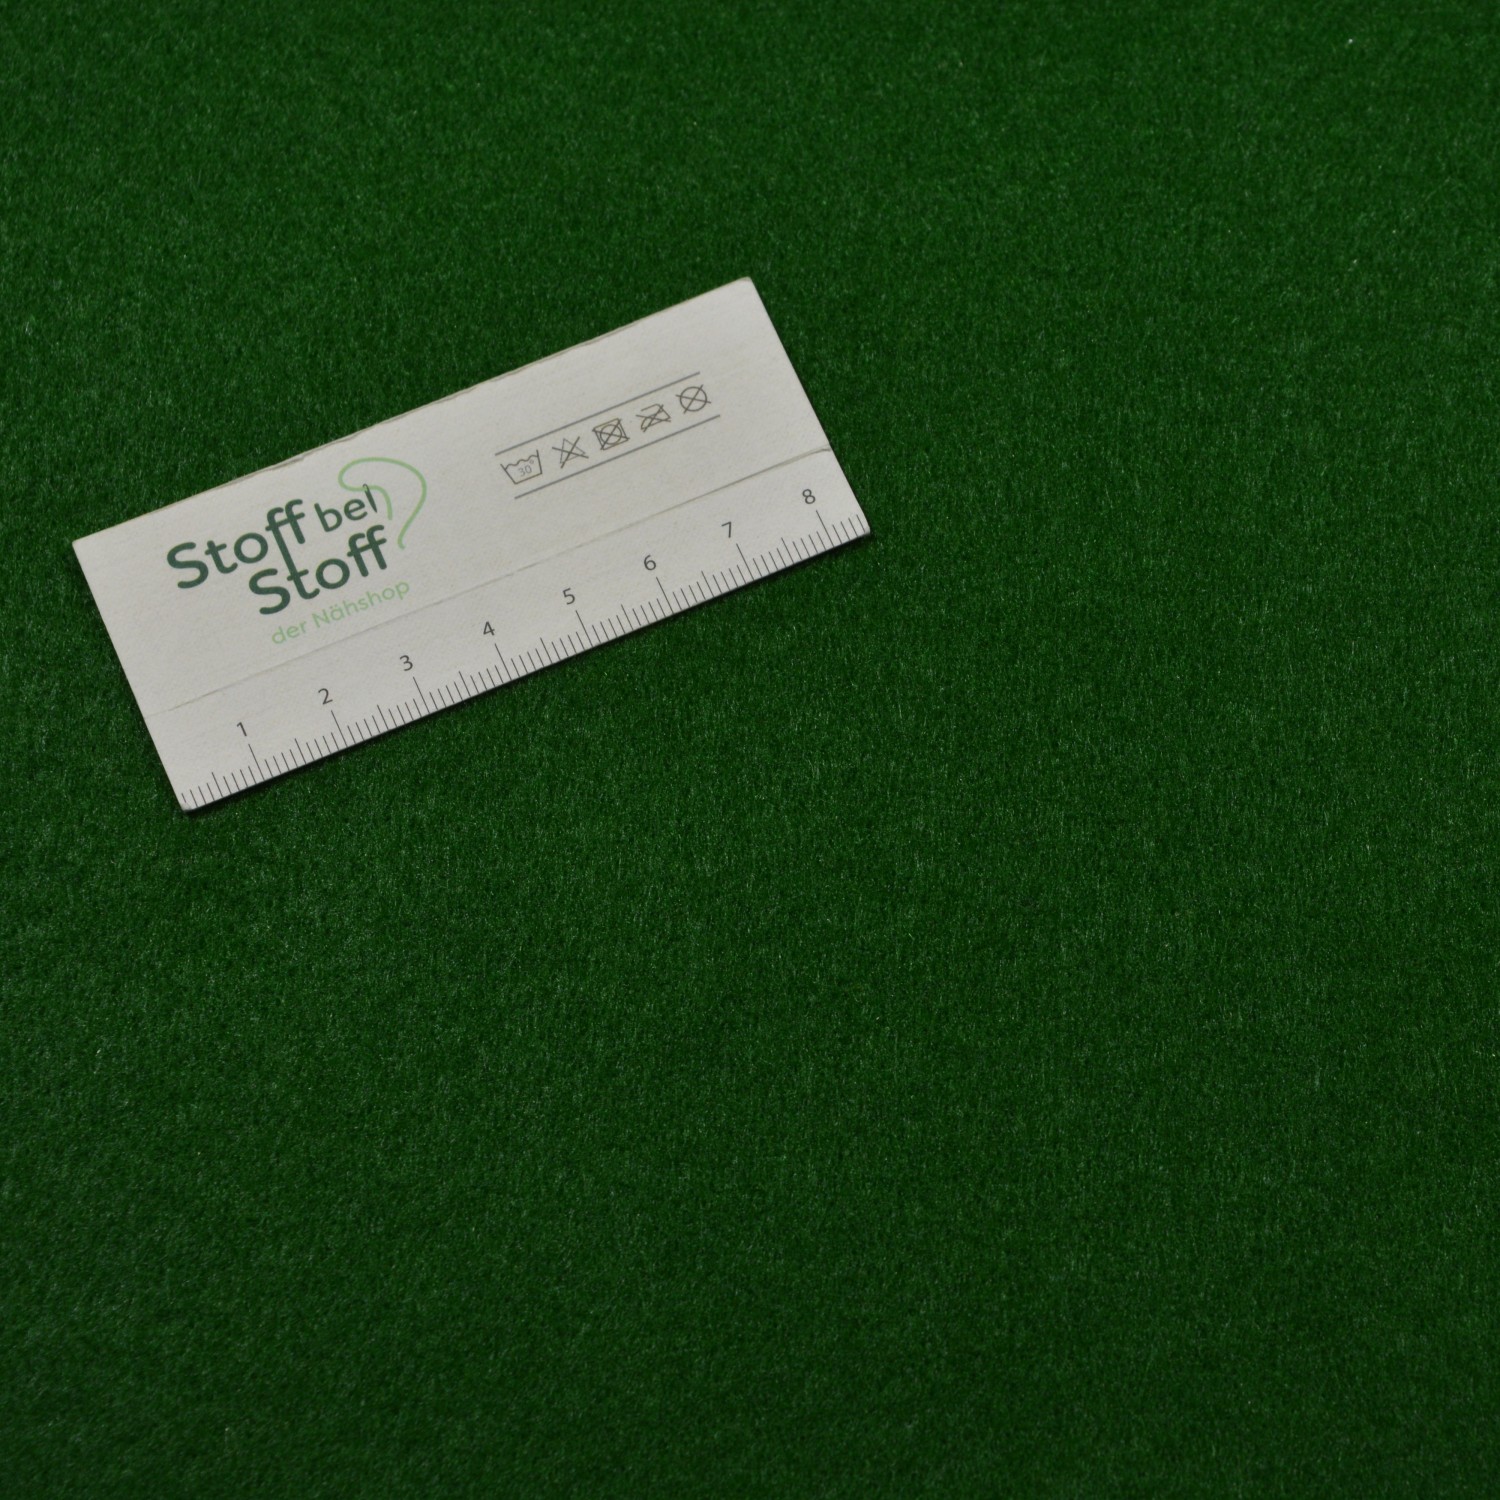 Stoff bei
Stoff
der Nähshop
30°
1 2 3 4 5 6 7 8